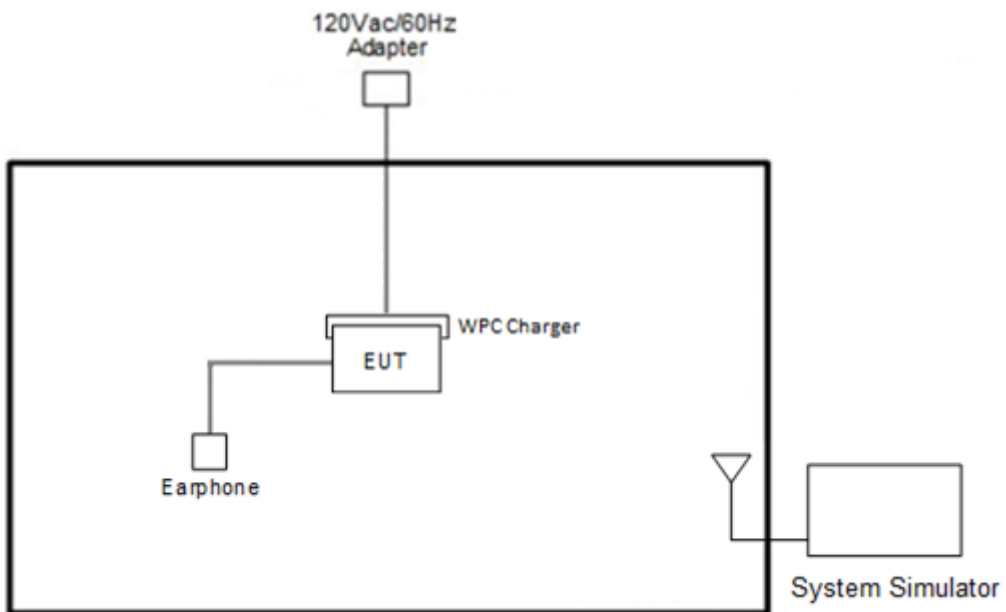 120Vac/60Hz
Adapter
WPC Charger
EUT
Earphone
System Simulator